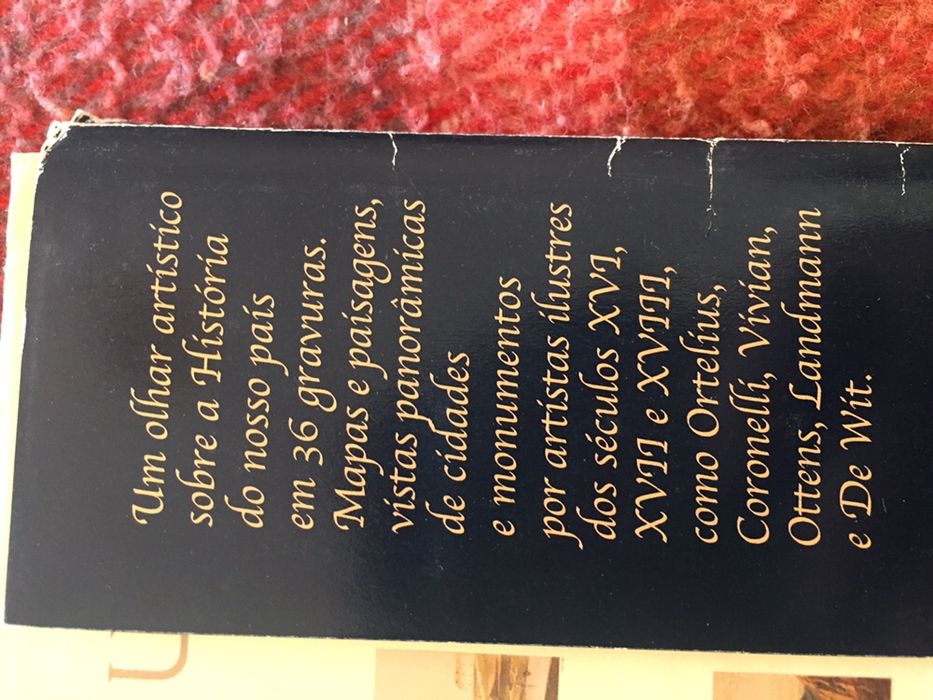 Um olhar artístico
sobre a História
do nosso país
em 36 gravuras.
Mapas e paisagens,
vistas panorâmicas
de cidades
e monumentos
por artistas ilustres
dos séculos XVI,
XVII e XVIII,
como Ortelius,
Coronelli, Vivian,
Ottens, Landmann
e De Wit.